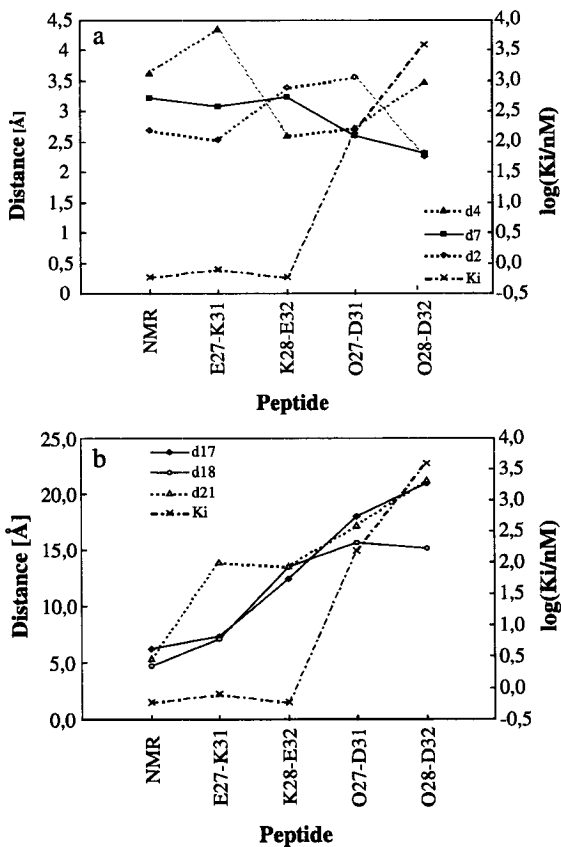 a
4,5
4
3,5
3
2,5
2
1,5
1
0,5
0
Distance [Å]
4,0
3,5
3,0
2,5
2,0
1,5
1,0
0,5
0,0
-0,5
log(Ki/nM)
d4
d7
d2
Ki
NMR
E27-K31
K28-E32
O27-D31
O28-D32
Peptide
b
25,0
20,0
15,0
10,0
5,0
0,0
Distance [Å]
d17
d18
d21
Ki
4,0
3,5
3,0
2,5
2,0
1,5
1,0
0,5
0,0
-0,5
log(Ki/nM)
NMR
E27-K31
K28-E32
O27-D31
O28-D32
Peptide